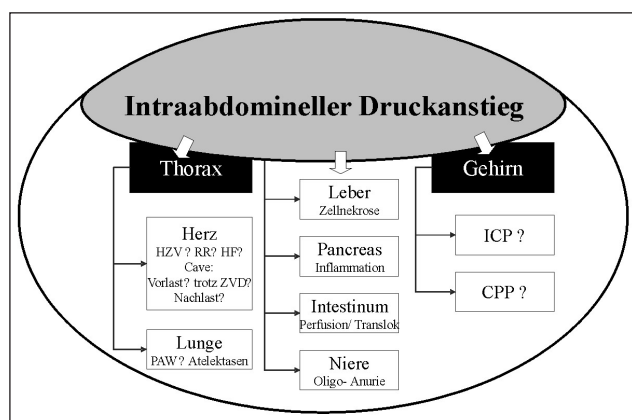 Intraabdomineller Druckanstieg
Thorax
Herz
HZV ? RR? HF?
Cave:
Vorlast? trotz ZVD?
Nachlast?
Lunge
PAW? Atelektasen
Leber
Zellnekrose
Pancreas
Inflammation
Intestinum
Perfusion/ Translok
Niere
Oligo- Anurie
Gehirn
ICP ?
CPP ?